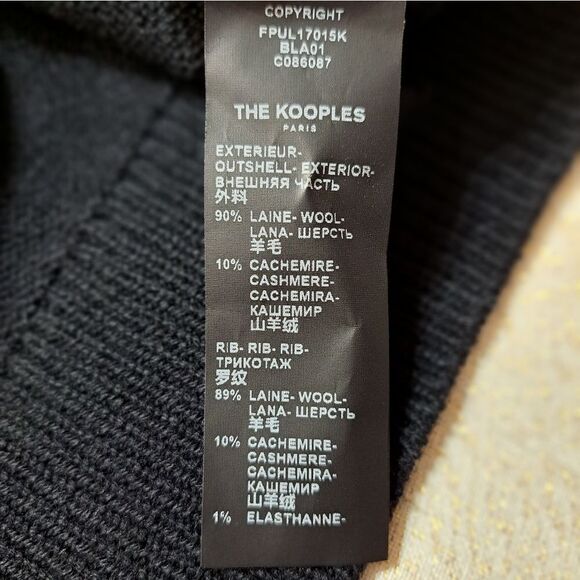 COPYRIGHT
FPUL17015K
BLA01
C086087
THE KOOPLES
PARIS
EXTERIEUR-
OUTSHELL- EXTERIOR-
ВНЕШНЯЯ ЧАСТЬ
外料
90% LAINE- WOOL-
LANA- ШЕРСТЬ
羊毛
10% CACHEMIRE-
CASHMERE-
CACHEMIRA-
КАШЕМИР
山羊绒
RIB- RIB- RIB-
ТРИКОТАЖ
罗纹
89% LAINE- WOOL-
LANA- ШЕРСТЬ
羊毛
10% CACHEMIRE-
CASHMERE-
CACHEMIRA-
КАШЕМИР
山羊绒
1% ELASTHANNE-